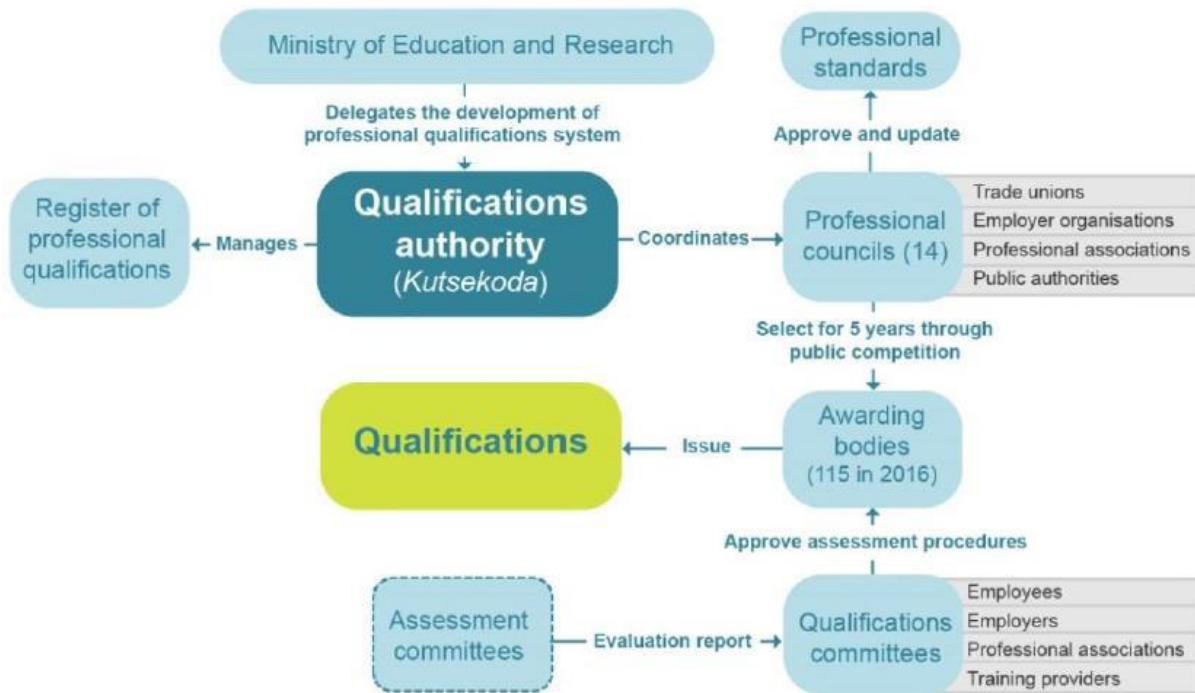 Ministry of Education and Research
Professional
standards
Delegates the development of
professional qualifications system
Approve and update
Register of
professional
qualifications
Manages
Qualifications
authority
(Kutsekoda)
Coordinates
Professional
councils (14)
Trade unions
Employer organisations
Professional associations
Public authorities
Select for 5 years through
public competition
Qualifications
Issue
Awarding
bodies
(115 in 2016)
Approve assessment procedures
Assessment
committees
Evaluation report
Qualifications
committees
Employees
Employers
Professional associations
Training providers